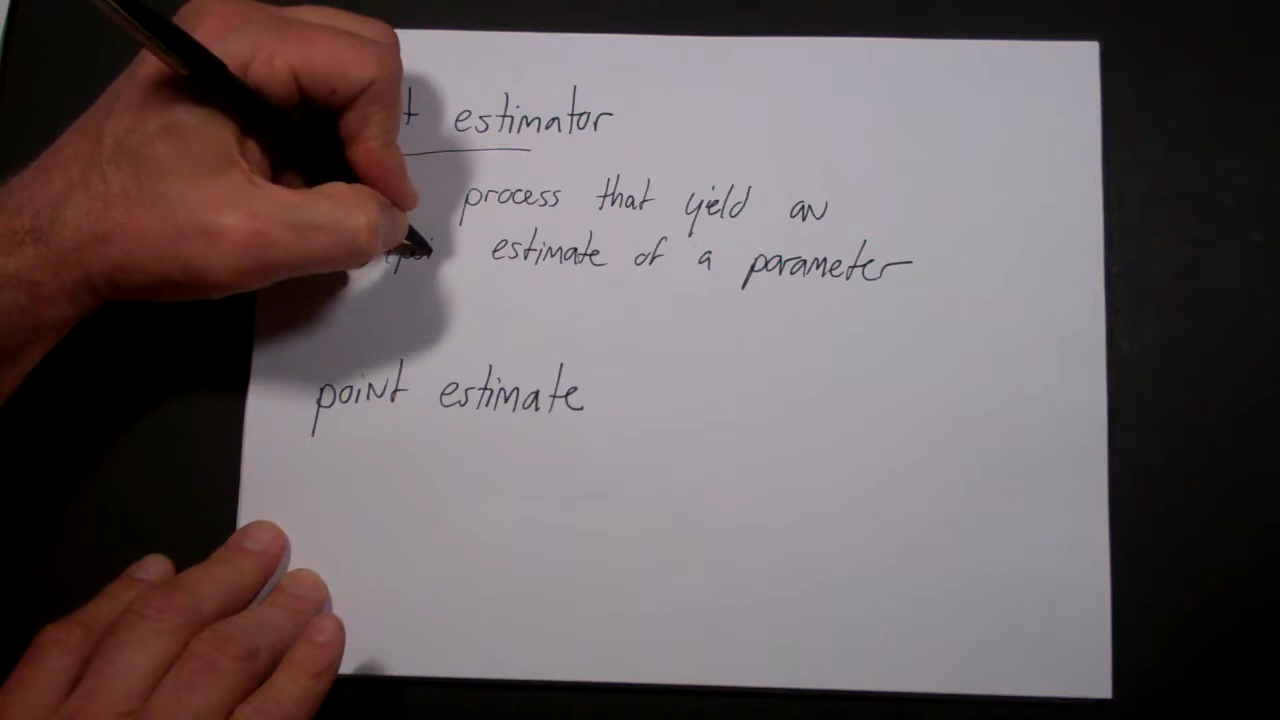 estimator
process that yield an
estimate of a parameter
point estimate